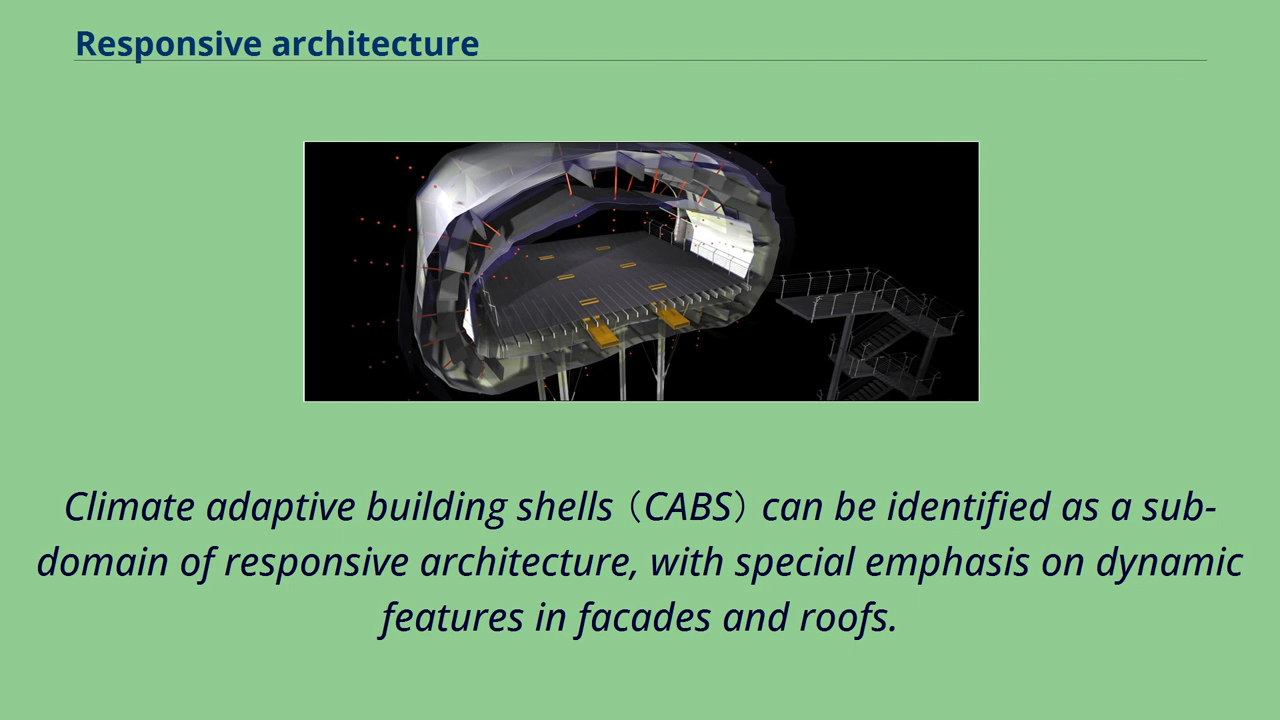 Responsive architecture
Climate adaptive building shells（CABS）can be identified as a sub-
domain of responsive architecture, with special emphasis on dynamic
features in facades and roofs.